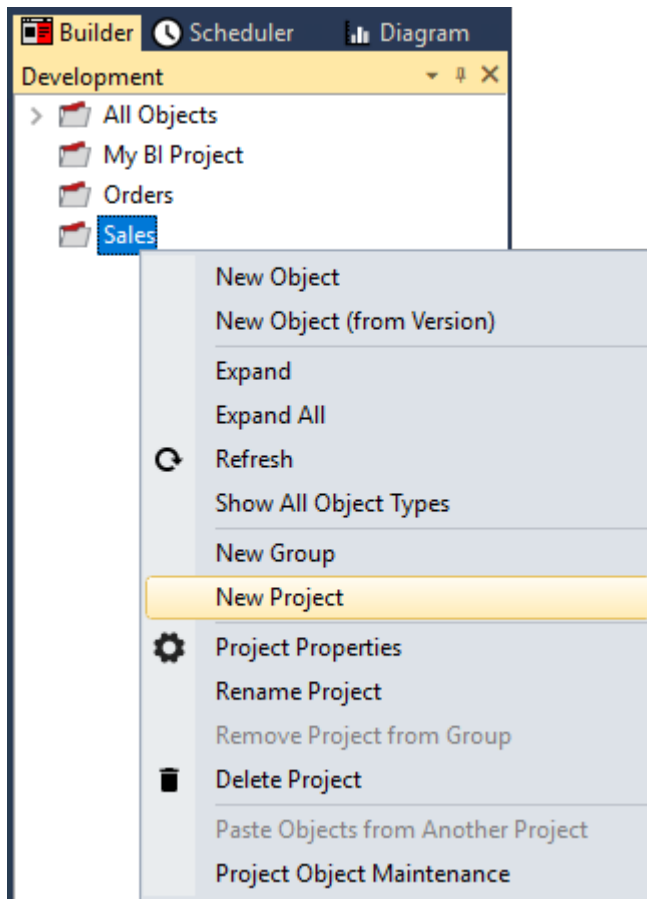 Builder Scheduler Diagram
Development
All Objects
My BI Project
Orders
Sales
New Object
New Object (from Version)
Expand
Expand All
Refresh
Show All Object Types
New Group
New Project
Project Properties
Rename Project
Remove Project from Group
Delete Project
Paste Objects from Another Project
Project Object Maintenance